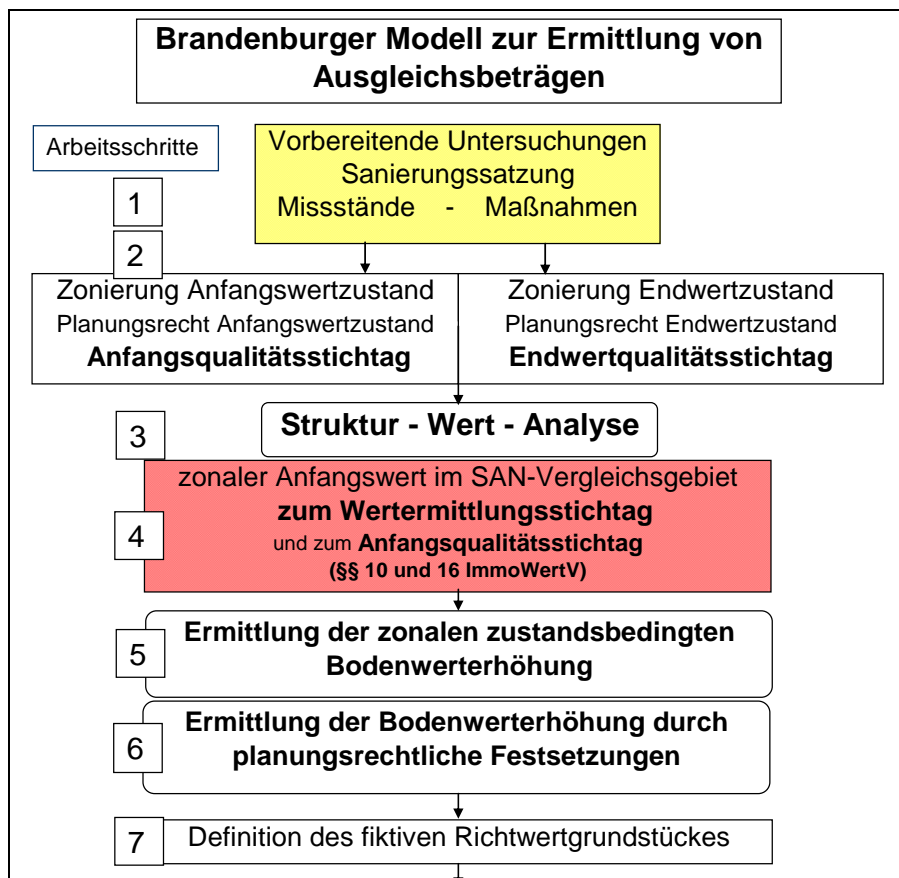 Brandenburger Modell zur Ermittlung von
Ausgleichsbeträgen
Arbeitsschritte
Vorbereitende Untersuchungen
Sanierungssatzung
Missstände - Maßnahmen
1
2
Zonierung Anfangswertzustand
Planungsrecht Anfangswertzustand
Anfangsqualitätsstichtag
Zonierung Endwertzustand
Planungsrecht Endwertzustand
Endwertqualitätsstichtag
3
Struktur - Wert - Analyse
4
zonaler Anfangswert im SAN-Vergleichsgebiet
zum Wertermittlungsstichtag
und zum Anfangsqualitätsstichtag
(§§ 10 und 16 ImmoWertV)
5
Ermittlung der zonalen zustandsbedingten
Bodenwerterhöhung
6
Ermittlung der Bodenwerterhöhung durch
planungsrechtliche Festsetzungen
7
Definition des fiktiven Richtwertgrundstückes